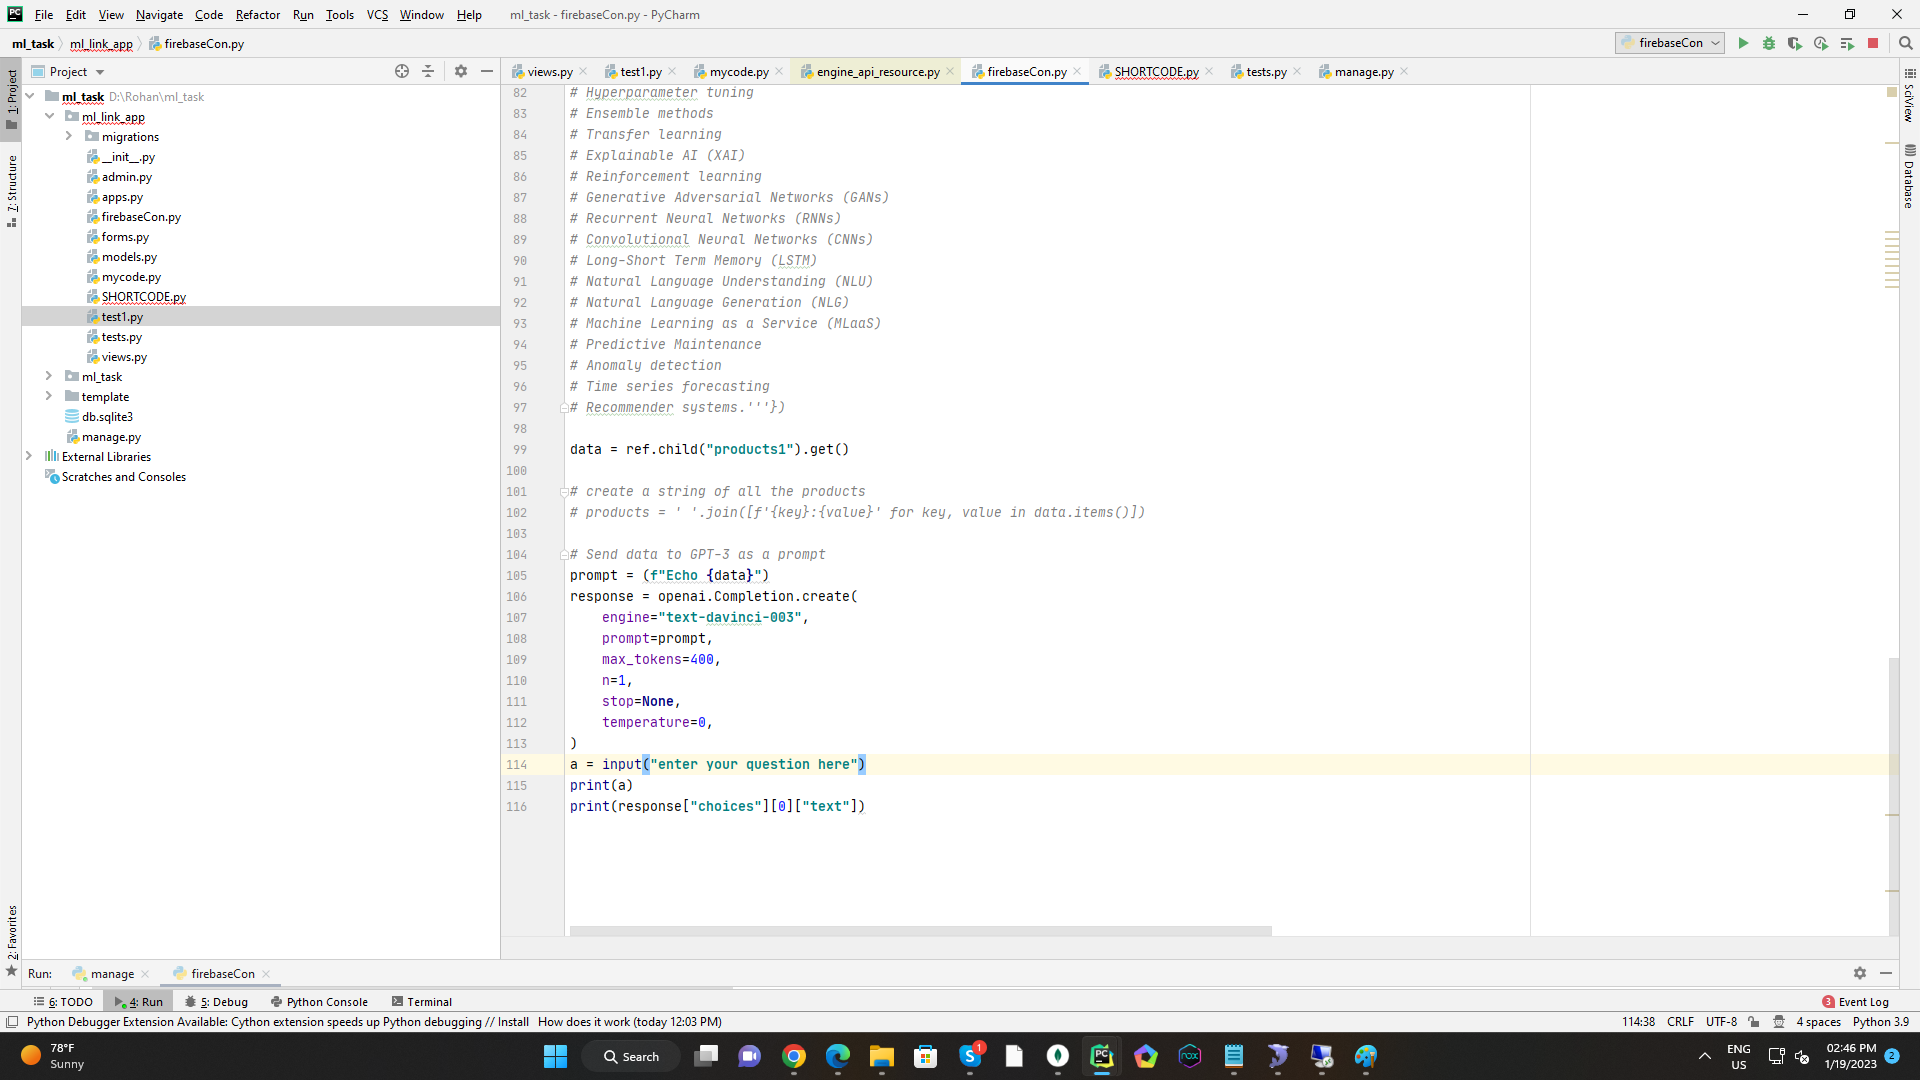 PC File Edit View Navigate Code Refactor Run Tools VCS Window Help ml_task - firebaseCon.py - PyCharm
ml_task ml_link_app firebaseCon.py firebaseCon
Project views.py test1.py mycode.py engine_api_resource.py firebaseCon.py SHORTCODE.py tests.py manage.py
1: Project
7: Structure
2: Favorites
ml_task D:\Rohan\ml_task
ml_link_app
migrations
__init__.py
admin.py
apps.py
firebaseCon.py
forms.py
models.py
mycode.py
SHORTCODE.py
test1.py
tests.py
views.py
ml_task
template
db.sqlite3
manage.py
External Libraries
Scratches and Consoles
82 # Hyperparameter tuning
83 # Ensemble methods
84 # Transfer learning
85 # Explainable AI (XAI)
86 # Reinforcement learning
87 # Generative Adversarial Networks (GANs)
88 # Recurrent Neural Networks (RNNs)
89 # Convolutional Neural Networks (CNNs)
90 # Long-Short Term Memory (LSTM)
91 # Natural Language Understanding (NLU)
92 # Natural Language Generation (NLG)
93 # Machine Learning as a Service (MLaaS)
94 # Predictive Maintenance
95 # Anomaly detection
96 # Time series forecasting
97 # Recommender systems.'''})
98
99 data = ref.child("products1").get()
100
101 # create a string of all the products
102 # products = ' '.join([f'{key}:{value}' for key, value in data.items()])
103
104 # Send data to GPT-3 as a prompt
105 prompt = (f"Echo {data}")
106 response = openai.Completion.create(
107 engine="text-davinci-003",
108 prompt=prompt,
109 max_tokens=400,
110 n=1,
111 stop=None,
112 temperature=0,
113 )
114 a = input("enter your question here")
115 print(a)
116 print(response["choices"][0]["text"])
SciView
Database
Run: manage firebaseCon
6: TODO 4: Run 5: Debug Python Console Terminal 3 Event Log
Python Debugger Extension Available: Cython extension speeds up Python debugging // Install How does it work (today 12:03 PM) 114:38 CRLF UTF-8 4 spaces Python 3.9
78°F
Sunny
Search
1
PC
nox
ENG
US
02:46 PM
1/19/2023
2